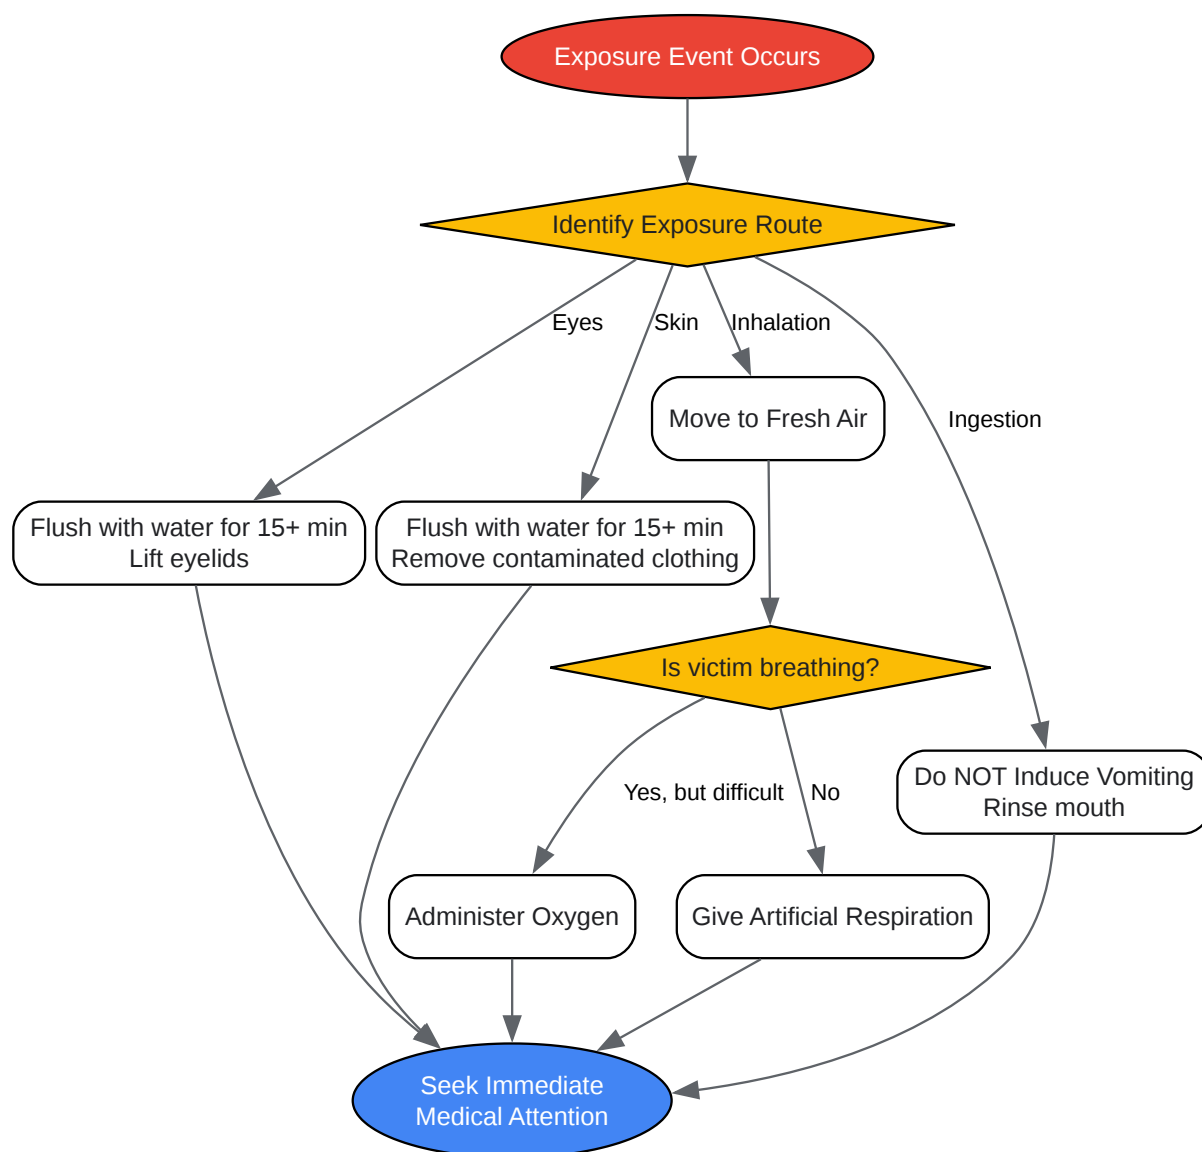 Exposure Event Occurs
Identify Exposure Route
Eyes
Skin
Inhalation
Move to Fresh Air
Ingestion
Flush with water for 15+ min
Lift eyelids
Flush with water for 15+ min
Remove contaminated clothing
Is victim breathing?
Yes, but difficult
No
Do NOT Induce Vomiting
Rinse mouth
Administer Oxygen
Give Artificial Respiration
Seek Immediate
Medical Attention